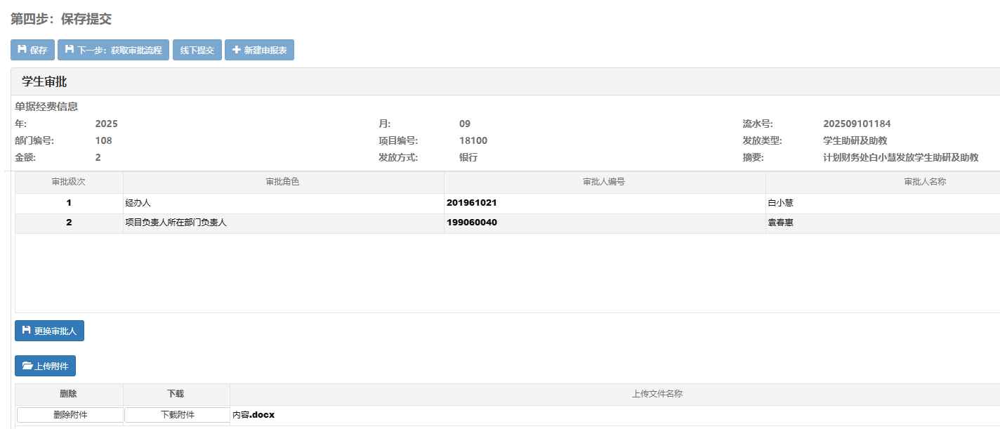 第四步：保存提交
保存 下一步：获取审批流程 线下提交 新建申报表
学生审批
单据经费信息
年: 2025 月: 09 流水号: 202509101184
部门编号: 108 项目编号: 18100 发放类型: 学生助研及助教
金额: 2 发放方式: 银行 摘要: 计划财务处白小慧发放学生助研及助教
审批级次 审批角色 审批人编号 审批人名称
1 经办人 201961021 白小慧
2 项目负责人所在部门负责人 199060040 袁春惠
更换审批人
上传附件
删除 下载 上传文件名称
删除附件 下载附件 内容.docx